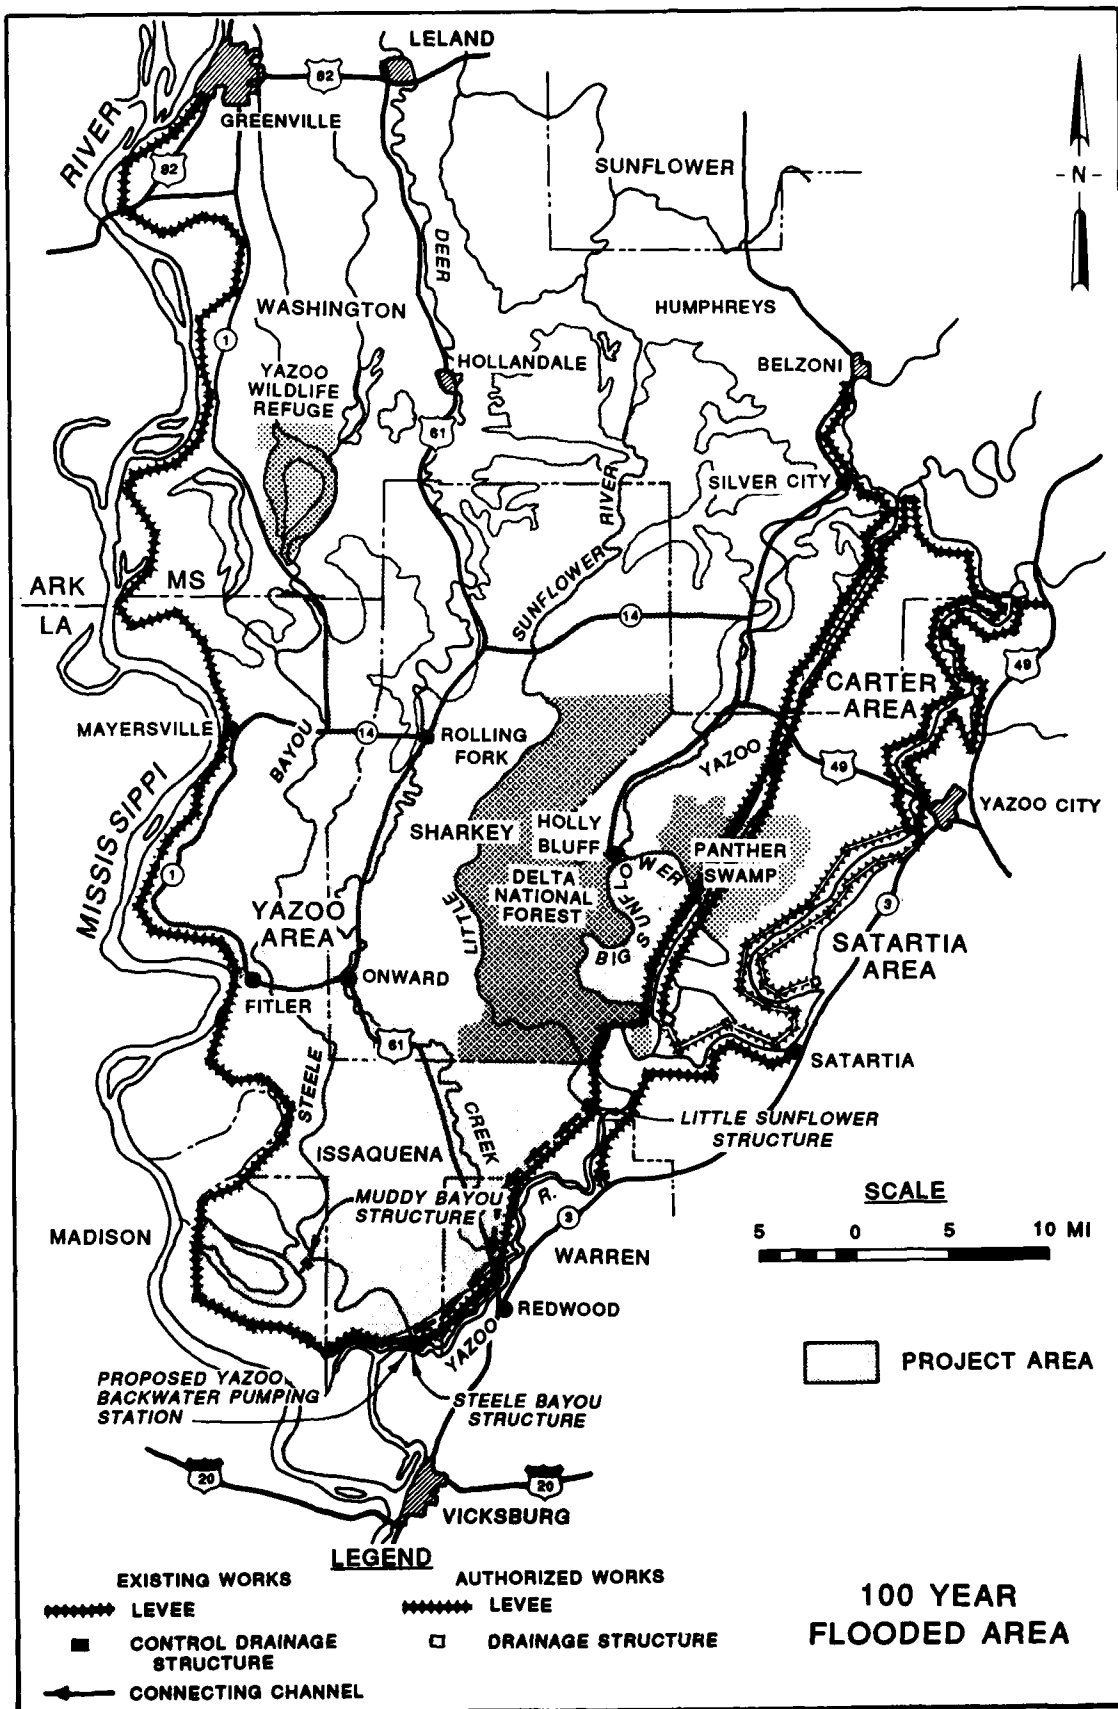 LELAND
82
GREENVILLE
RIVER
82
SUNFLOWER
N
DEER
WASHINGTON
HUMPHREYS
1
HOLLANDALE
BELZONI
YAZOO
WILDLIFE
REFUGE
61
SILVER CITY
RIVER
ARK
MS
LA
SUNFLOWER
14
49
CARTER
AREA
MAYERSVILLE
BAYOU
14
ROLLING
FORK
YAZOO
49
YAZOO CITY
MISSISSIPPI
SHARKEY
HOLLY
BLUFF
PANTHER
SWAMP
1
DELTA
NATIONAL
FOREST
LITTLE
BIG SUNFLOWER
3
YAZOO
AREA
SATARTIA
AREA
ONWARD
FITLER
61
SATARTIA
STEELE
CREEK
LITTLE SUNFLOWER
STRUCTURE
ISSAQUENA
MUDDY BAYOU
STRUCTURE
R.
3
SCALE
MADISON
WARREN
5 0 5 10 MI
REDWOOD
YAZOO
PROJECT AREA
PROPOSED YAZOO
BACKWATER PUMPING
STATION
STEELE BAYOU
STRUCTURE
20
20
VICKSBURG
LEGEND
EXISTING WORKS
LEVEE
CONTROL DRAINAGE
STRUCTURE
CONNECTING CHANNEL
AUTHORIZED WORKS
LEVEE
DRAINAGE STRUCTURE
100 YEAR
FLOODED AREA